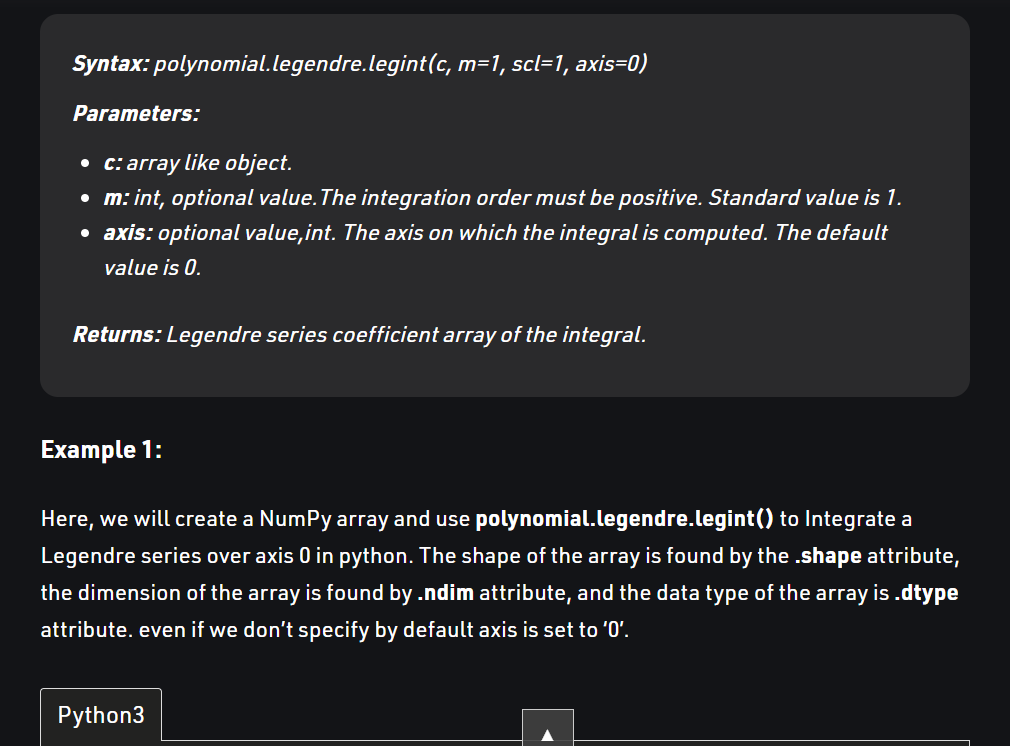 Syntax: polynomial.legendre.legint(c, m=1, scl=1, axis=0)
Parameters:
c: array like object.
m: int, optional value.The integration order must be positive. Standard value is 1.
axis: optional value,int. The axis on which the integral is computed. The default
value is 0.
Returns: Legendre series coefficient array of the integral.
Example 1:
Here, we will create a NumPy array and use polynomial.legendre.legint() to Integrate a
Legendre series over axis 0 in python. The shape of the array is found by the .shape attribute,
the dimension of the array is found by .ndim attribute, and the data type of the array is .dtype
attribute. even if we don’t specify by default axis is set to ‘0’.
Python3